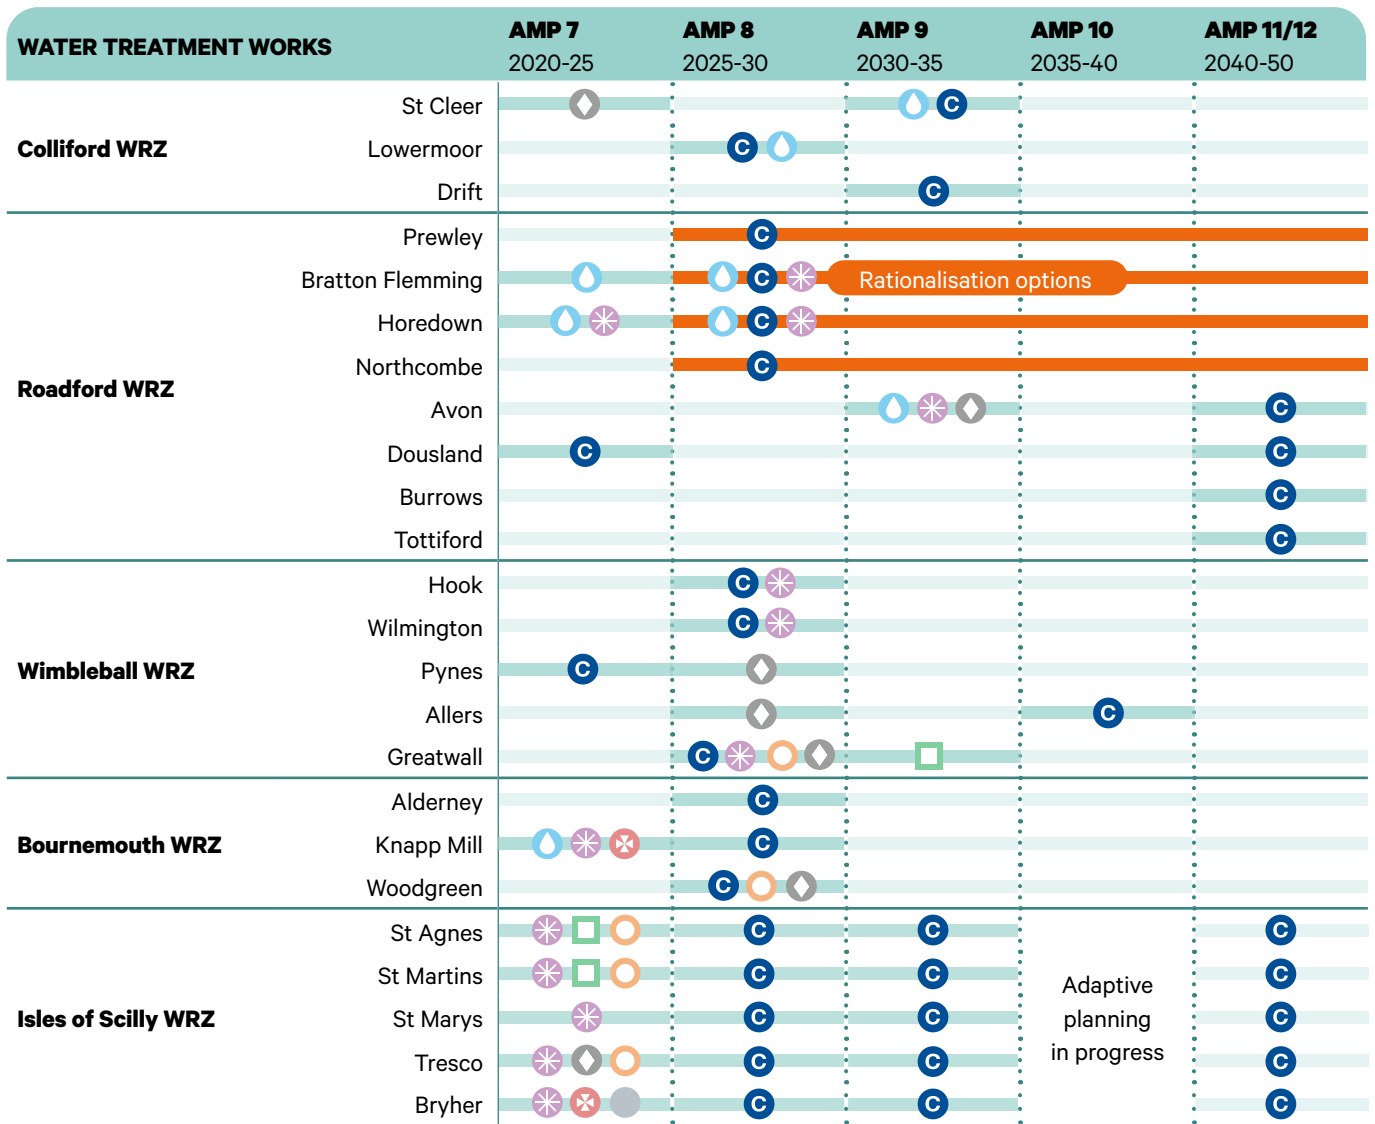 WATER TREATMENT WORKS
AMP 7
2020-25
AMP 8
2025-30
AMP 9
2030-35
AMP 10
2035-40
AMP 11/12
2040-50
Colliford WRZ
St Cleer
C
Lowermoor
C
Drift
C
Roadford WRZ
Prewley
C
Bratton Flemming
C
Rationalisation options
Horedown
C
Northcombe
C
Avon
C
Dousland
C
C
Burrows
C
Tottiford
C
Wimbleball WRZ
Hook
C
Wilmington
C
Pynes
C
Allers
C
Greatwall
C
Bournemouth WRZ
Alderney
C
Knapp Mill
C
Woodgreen
C
Isles of Scilly WRZ
St Agnes
C
C
C
St Martins
C
C
C
St Marys
C
C
C
Tresco
C
C
C
Bryher
C
C
C
Adaptive
planning
in progress